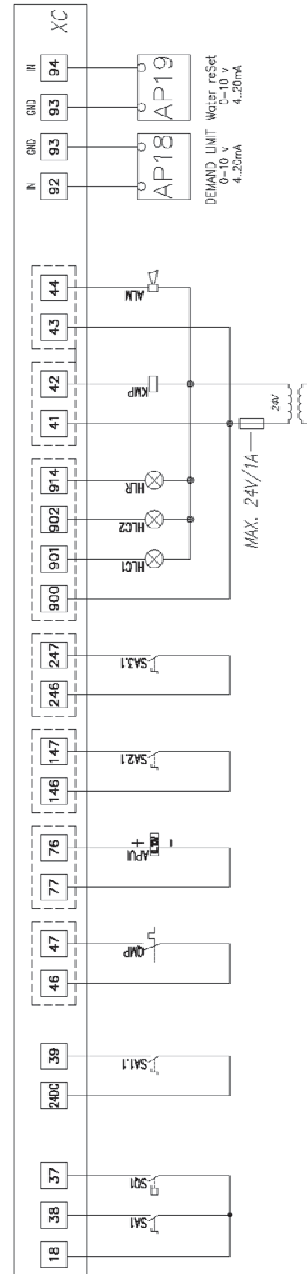 XC
IN
94
GND
93
GND
93
IN
92
AP19
AP18
Water reSet
0-10 v
4..20mA
DEMAND LIMIT
0-10 v
4..20mA
44
43
42
41
914
902
901
900
247
246
147
146
76
77
47
46
39
24DC
37
38
18
ALM
KMP
HLR
HLC2
HLC1
24V
MAX. 24V/1A
SA3.1
SA2.1
+
-
QMP
SA1.1
SQ1
SA1